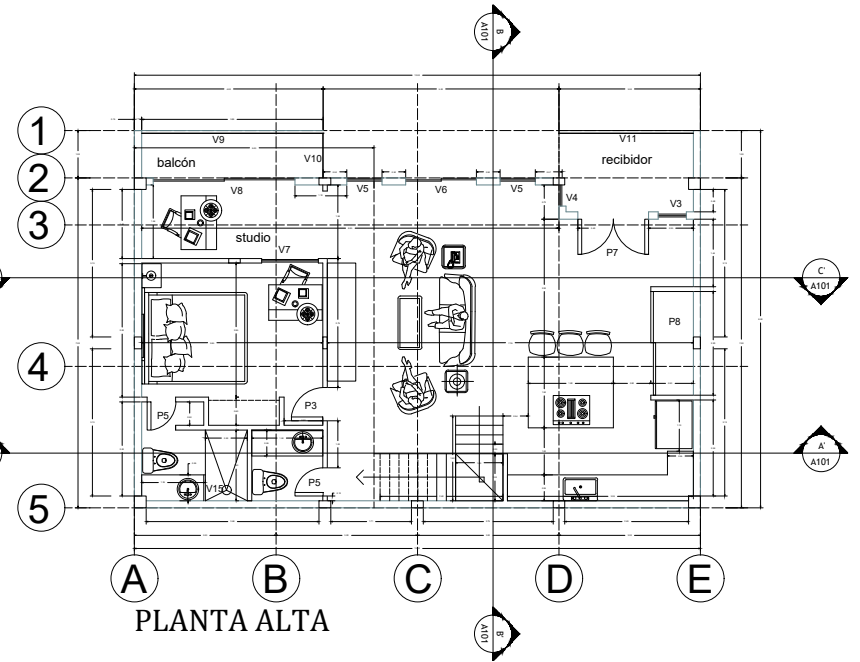 B
A101
1
V9
V11
balcón
V10
recibidor
2
V8
V5
V6
V5
V4
V3
3
studio
V7
P7
C'
A101
P8
4
P5
P3
A'
A101
V15
P5
5
A
B
C
D
E
PLANTA ALTA
B'
A101